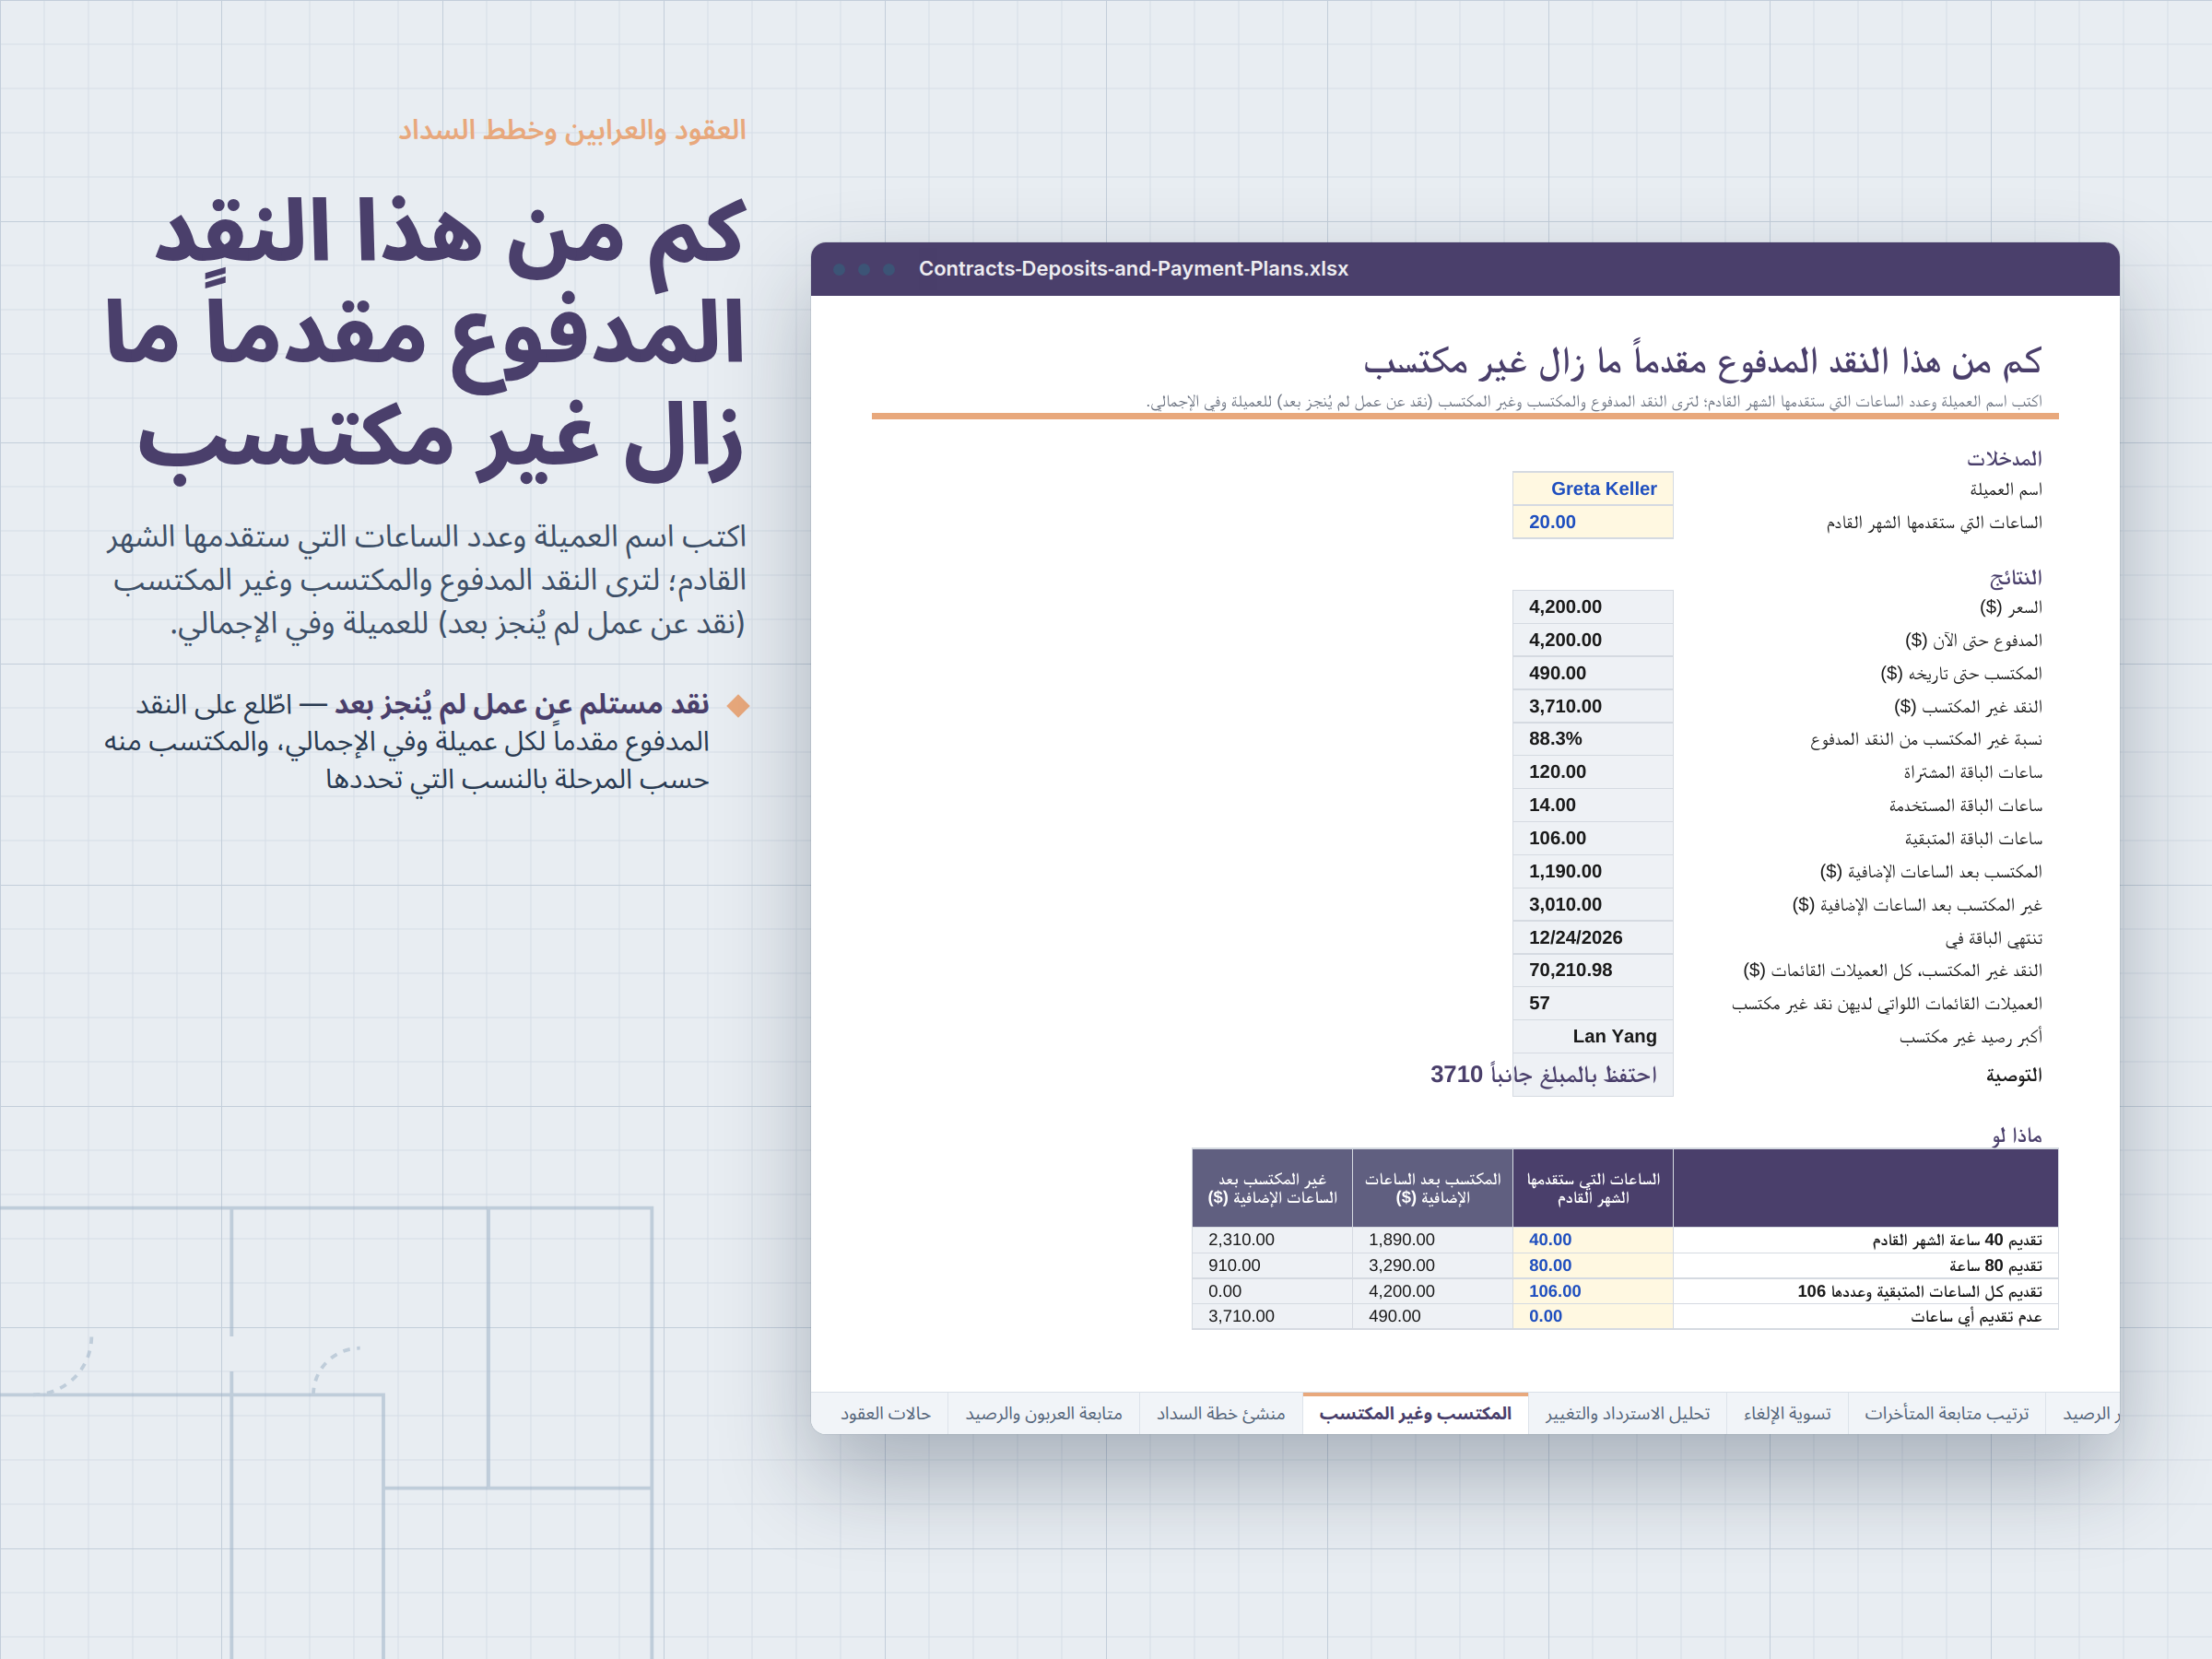 العقود والعرابين وخطط السداد
كم من هذا النقد
المدفوع مقدماً ما
زال غير مكتسب
اكتب اسم العميلة وعدد الساعات التي ستقدمها الشهر
القادم؛ لترى النقد المدفوع والمكتسب وغير المكتسب
(نقد عن عمل لم يُنجز بعد) للعميلة وفي الإجمالي.
نقد مستلم عن عمل لم يُنجز بعد — اطّلع على النقد
المدفوع مقدماً لكل عميلة وفي الإجمالي، والمكتسب منه
حسب المرحلة بالنسب التي تحددها
Contracts-Deposits-and-Payment-Plans.xlsx
كم من هذا النقد المدفوع مقدماً ما زال غير مكتسب
اكتب اسم العميلة وعدد الساعات التي ستقدمها الشهر القادم؛ لترى النقد المدفوع والمكتسب وغير المكتسب (نقد عن عمل لم يُنجز بعد) للعميلة وفي الإجمالي.
المدخلات
اسم العميلة Greta Keller
الساعات التي ستقدمها الشهر القادم 20.00
النتائج
السعر ($) 4,200.00
المدفوع حتى الآن ($) 4,200.00
المكتسب حتى تاريخه ($) 490.00
النقد غير المكتسب ($) 3,710.00
نسبة غير المكتسب من النقد المدفوع 88.3%
ساعات الباقة المشتراة 120.00
ساعات الباقة المستخدمة 14.00
ساعات الباقة المتبقية 106.00
المكتسب بعد الساعات الإضافية ($) 1,190.00
غير المكتسب بعد الساعات الإضافية ($) 3,010.00
تنتهي الباقة في 12/24/2026
النقد غير المكتسب، كل العميلات القائمات ($) 70,210.98
العميلات القائمات اللواتي لديهن نقد غير مكتسب 57
أكبر رصيد غير مكتسب Lan Yang
التوصية احتفظ بالمبلغ جانباً 3710
ماذا لو
الساعات التي ستقدمها الشهر القادم المكتسب بعد الساعات الإضافية ($) غير المكتسب بعد الساعات الإضافية ($)
تقديم 40 ساعة الشهر القادم 40.00 1,890.00 2,310.00
تقديم 80 ساعة 80.00 3,290.00 910.00
تقديم كل الساعات المتبقية وعددها 106 106.00 4,200.00 0.00
عدم تقديم أي ساعات 0.00 490.00 3,710.00
ر الرصيد ترتيب متابعة المتأخرات تسوية الإلغاء تحليل الاسترداد والتغيير المكتسب وغير المكتسب منشئ خطة السداد متابعة العربون والرصيد حالات العقود